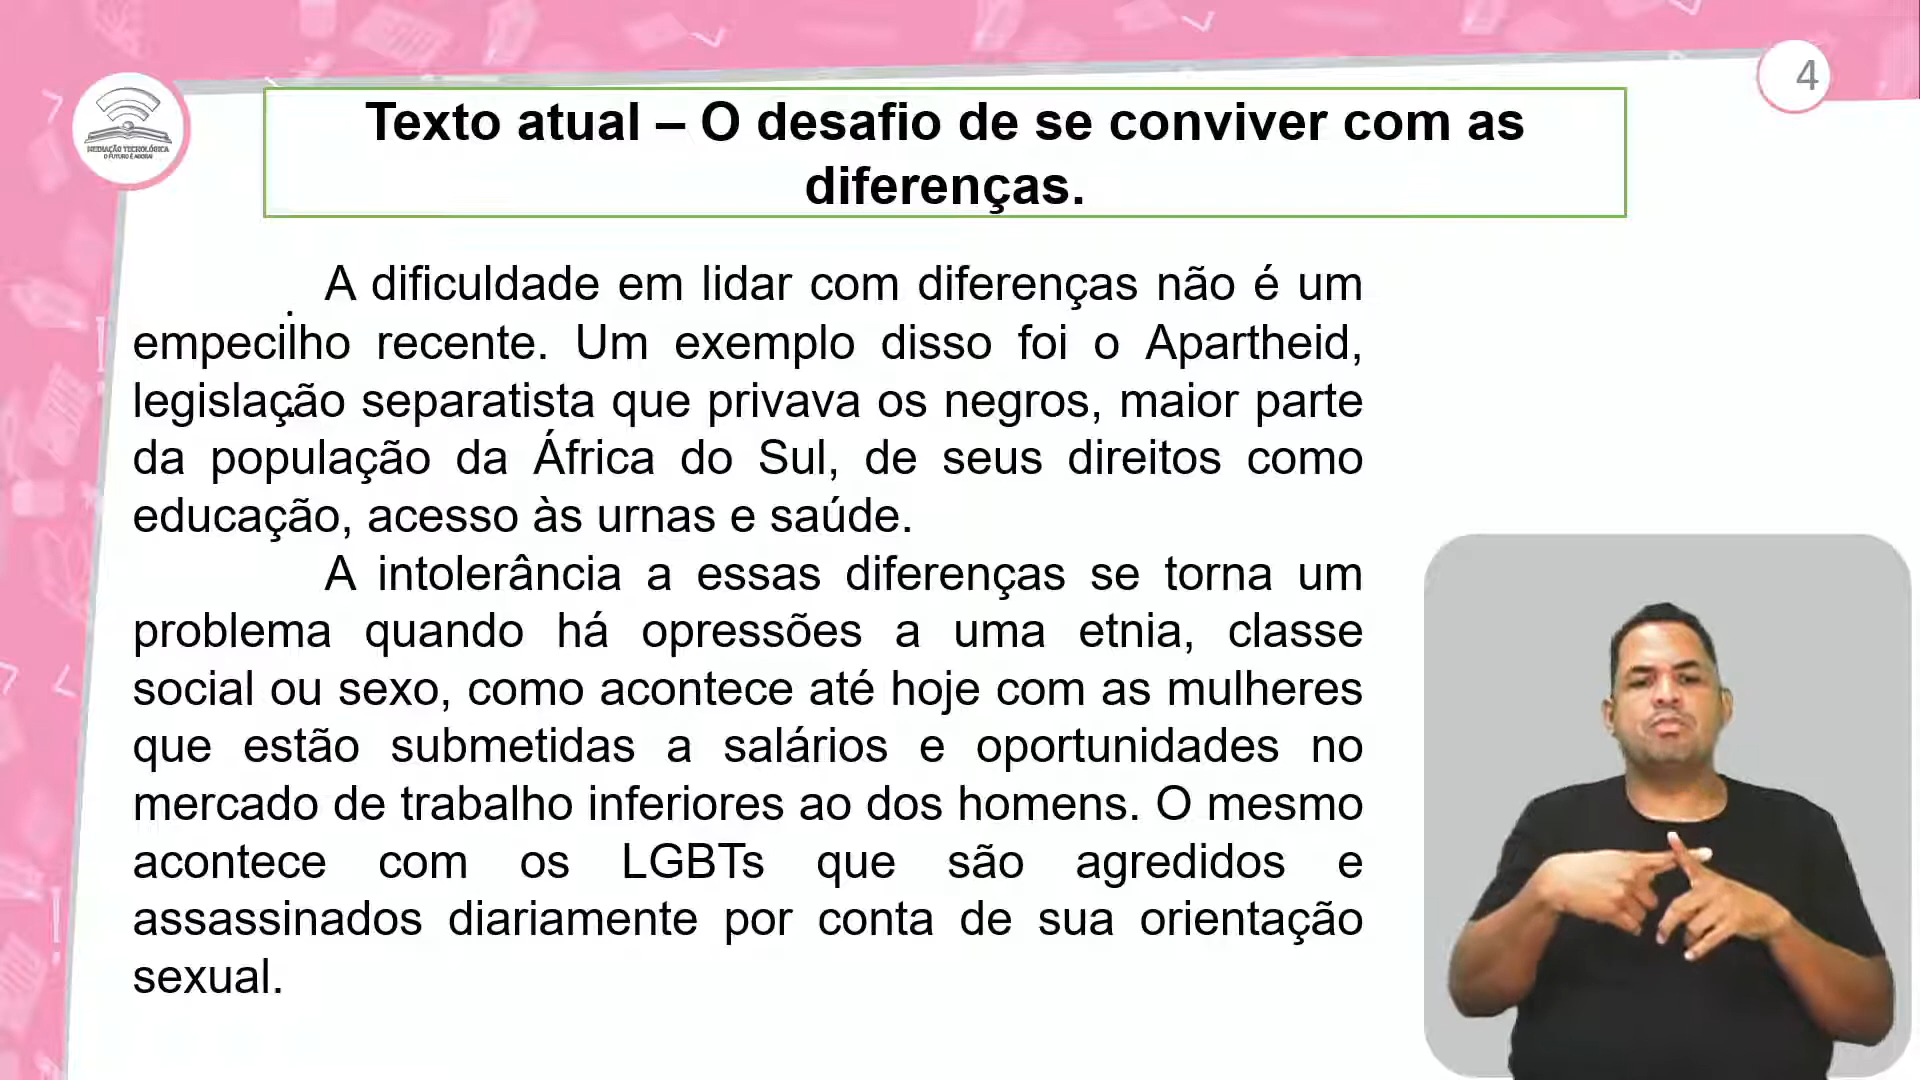 4
MEDIAÇÃO TECNOLÓGICA
O FUTURO É AGORA!
Texto atual – O desafio de se conviver com as
diferenças.
A dificuldade em lidar com diferenças não é um
empecilho recente. Um exemplo disso foi o Apartheid,
legislação separatista que privava os negros, maior parte
da população da África do Sul, de seus direitos como
educação, acesso às urnas e saúde.
A intolerância a essas diferenças se torna um
problema quando há opressões a uma etnia, classe
social ou sexo, como acontece até hoje com as mulheres
que estão submetidas a salários e oportunidades no
mercado de trabalho inferiores ao dos homens. O mesmo
acontece com os LGBTs que são agredidos e
assassinados diariamente por conta de sua orientação
sexual.